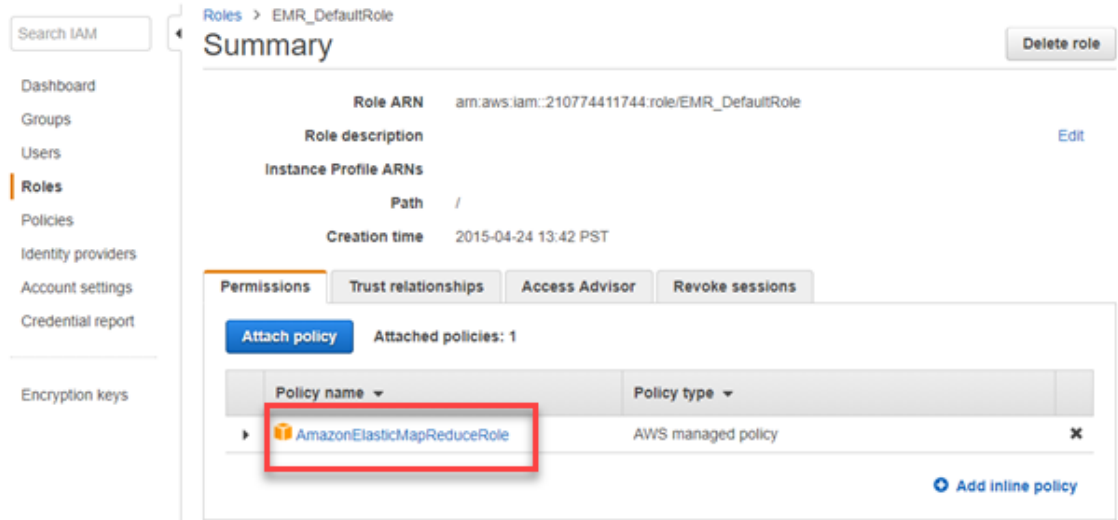 Search IAM
Dashboard
Groups
Users
Roles
Policies
Identity providers
Account settings
Credential report
Encryption keys
Roles > EMR_DefaultRole
Summary
Delete role
Role ARN arn:aws:iam::210774411744:role/EMR_DefaultRole
Role description Edit
Instance Profile ARNs
Path /
Creation time 2015-04-24 13:42 PST
Permissions Trust relationships Access Advisor Revoke sessions
Attach policy Attached policies: 1
Policy name Policy type
AmazonElasticMapReduceRole AWS managed policy
Add inline policy